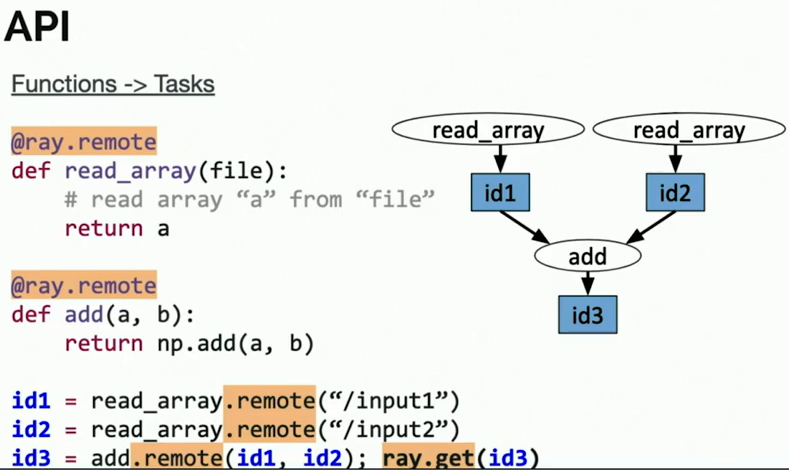 API
Functions -> Tasks
@ray.remote
def read_array(file):
# read array “a” from “file”
return a
@ray.remote
def add(a, b):
return np.add(a, b)
id1 = read_array.remote(“/input1”)
id2 = read_array.remote(“/input2”)
id3 = add.remote(id1, id2); ray.get(id3)
read_array
read_array
id1
id2
add
id3